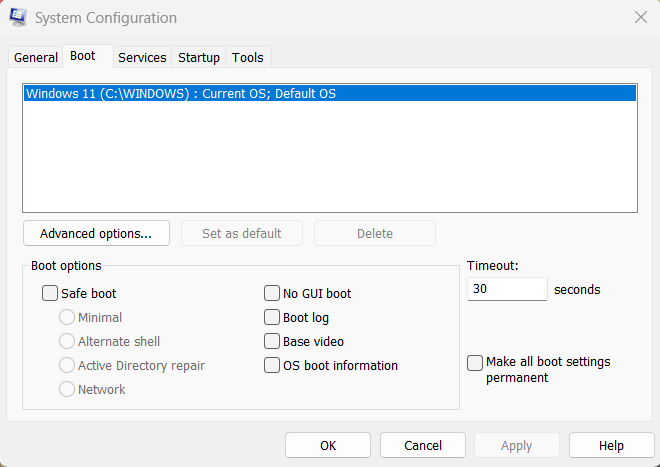 System Configuration
General Boot Services Startup Tools
Windows 11 (C:\WINDOWS) : Current OS; Default OS
Advanced options... Set as default Delete
Boot options
Safe boot
Minimal
Alternate shell
Active Directory repair
Network
No GUI boot
Boot log
Base video
OS boot information
Timeout:
30 seconds
Make all boot settings
permanent
OK Cancel Apply Help